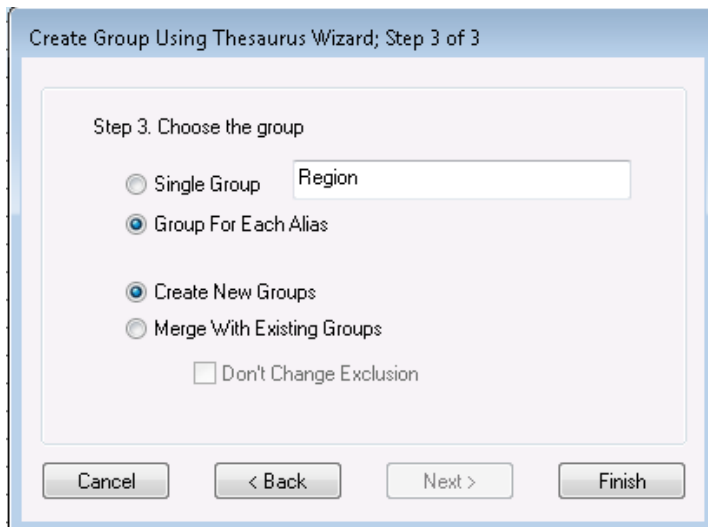 Create Group Using Thesaurus Wizard; Step 3 of 3
Step 3. Choose the group
Single Group Region
Group For Each Alias
Create New Groups
Merge With Existing Groups
Don't Change Exclusion
Cancel < Back Next > Finish